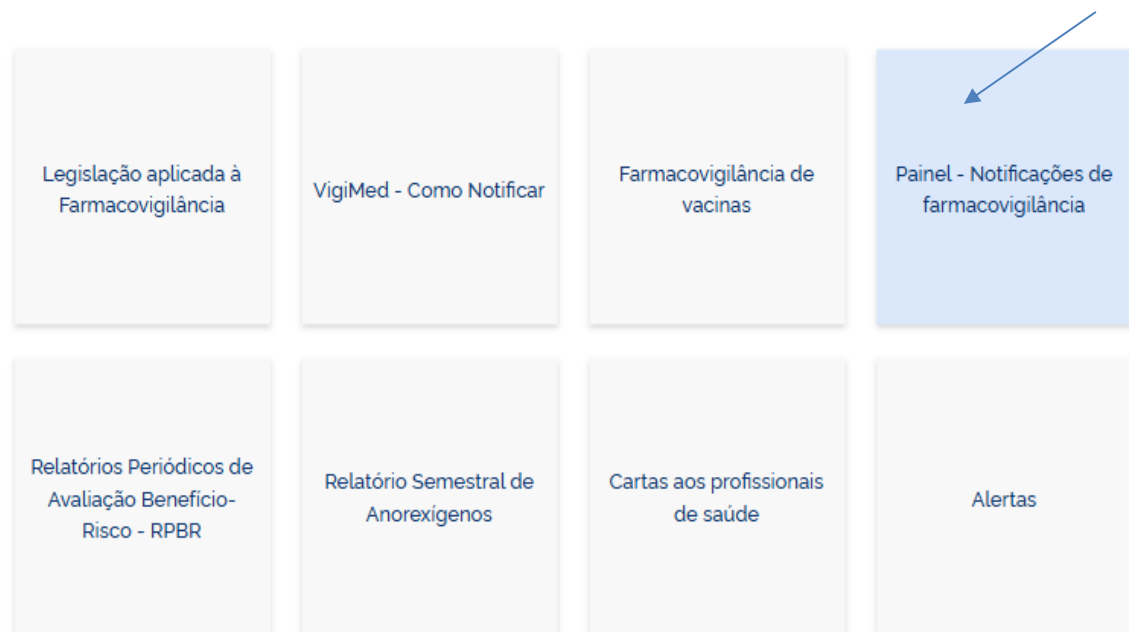 Legislação aplicada à
Farmacovigilância
VigiMed - Como Notificar
Farmacovigilância de
vacinas
Painel - Notificações de
farmacovigilância
Relatórios Periódicos de
Avaliação Benefício-
Risco - RPBR
Relatório Semestral de
Anorexígenos
Cartas aos profissionais
de saúde
Alertas